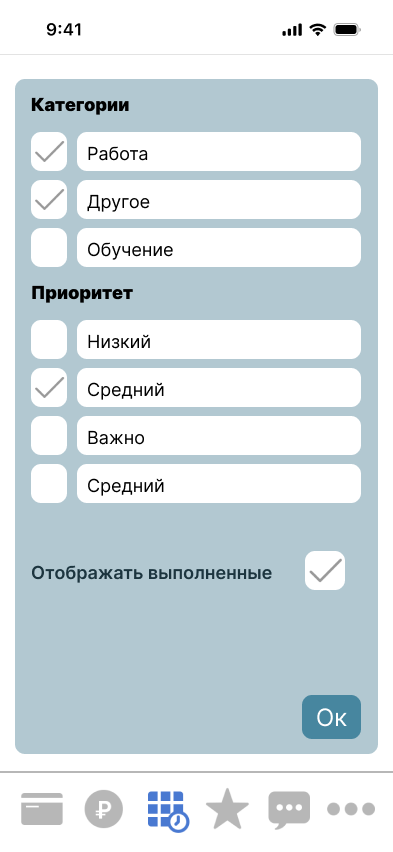 9:41
Категории
Работа
Другое
Обучение
Приоритет
Низкий
Средний
Важно
Средний
Отображать выполненные
Ок
₽